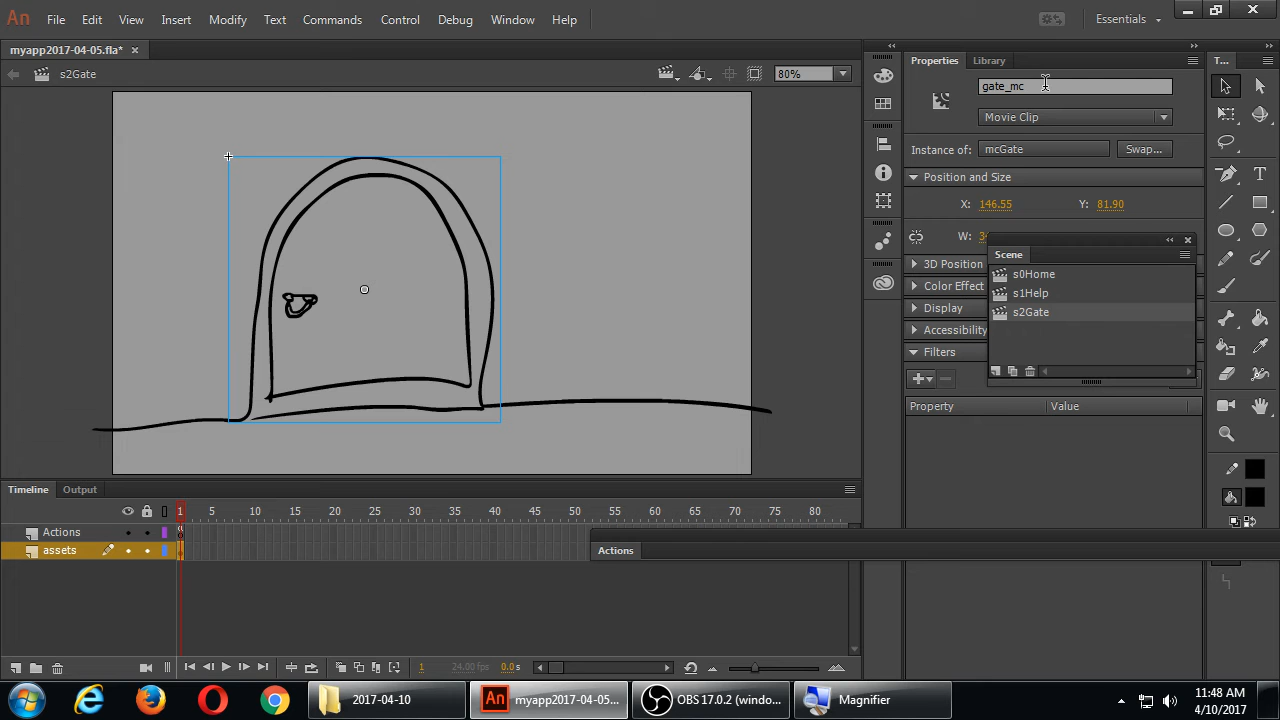 An File Edit View Insert Modify Text Commands Control Debug Window Help Essentials
myapp2017-04-05.fla*
s2Gate 80%
Properties Library T...
gate_mc
Movie Clip
Instance of: mcGate Swap...
Position and Size
X: 146.55 Y: 81.90
W:
3D Position
Color Effect
Display
Accessibility
Filters
Scene
s0Home
s1Help
s2Gate
Property Value
Timeline Output
1 5 10 15 20 25 30 35 40 45 50 55 60 65 70 75 80
Actions
assets
Actions
1 24.00 fps 0.0 s
2017-04-10
An myapp2017-04-05...
OBS 17.0.2 (windo...
Magnifier
11:48 AM
4/10/2017